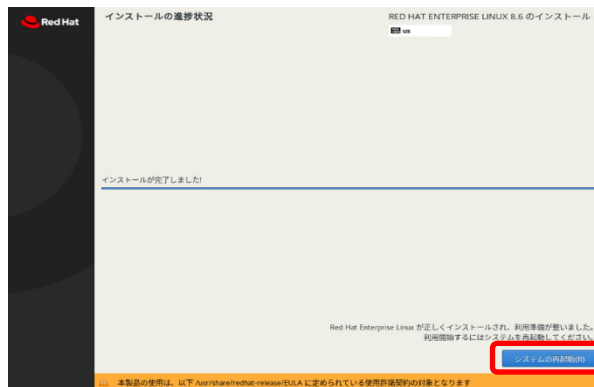 Red Hat
インストールの進捗状況
RED HAT ENTERPRISE LINUX 8.6 のインストール
us
インストールが完了しました!
Red Hat Enterprise Linux が正しくインストールされ、利用準備が整いました。
利用開始するにはシステムを再起動してください。
システムの再起動(R)
本製品の使用は、以下 /usr/share/redhat-release/EULA に定められている使用許諾契約の対象となります